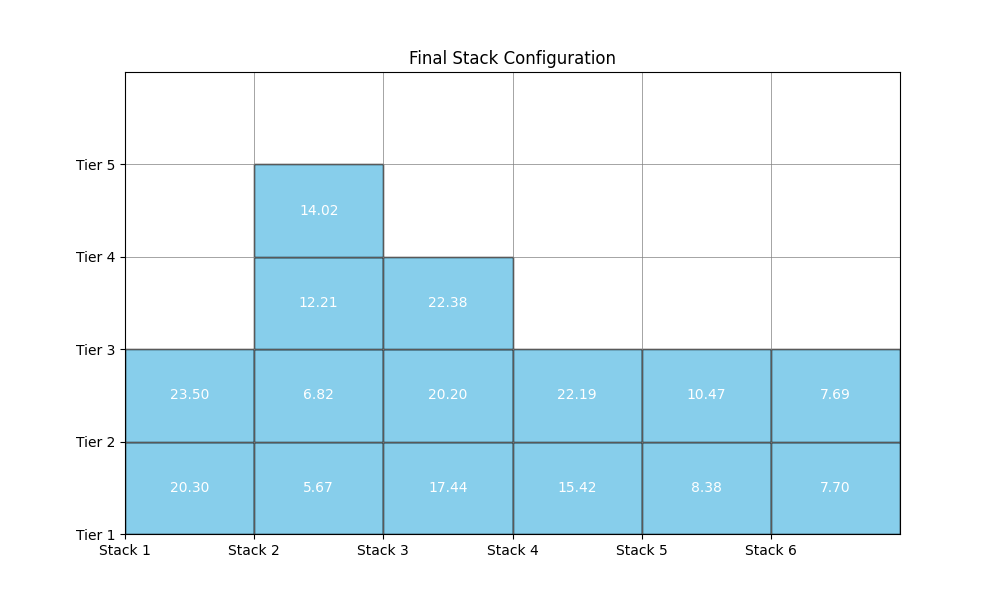 Final Stack Configuration
Tier 5
14.02
Tier 4
12.21 22.38
Tier 3
23.50 6.82 20.20 22.19 10.47 7.69
Tier 2
20.30 5.67 17.44 15.42 8.38 7.70
Tier 1
Stack 1 Stack 2 Stack 3 Stack 4 Stack 5 Stack 6